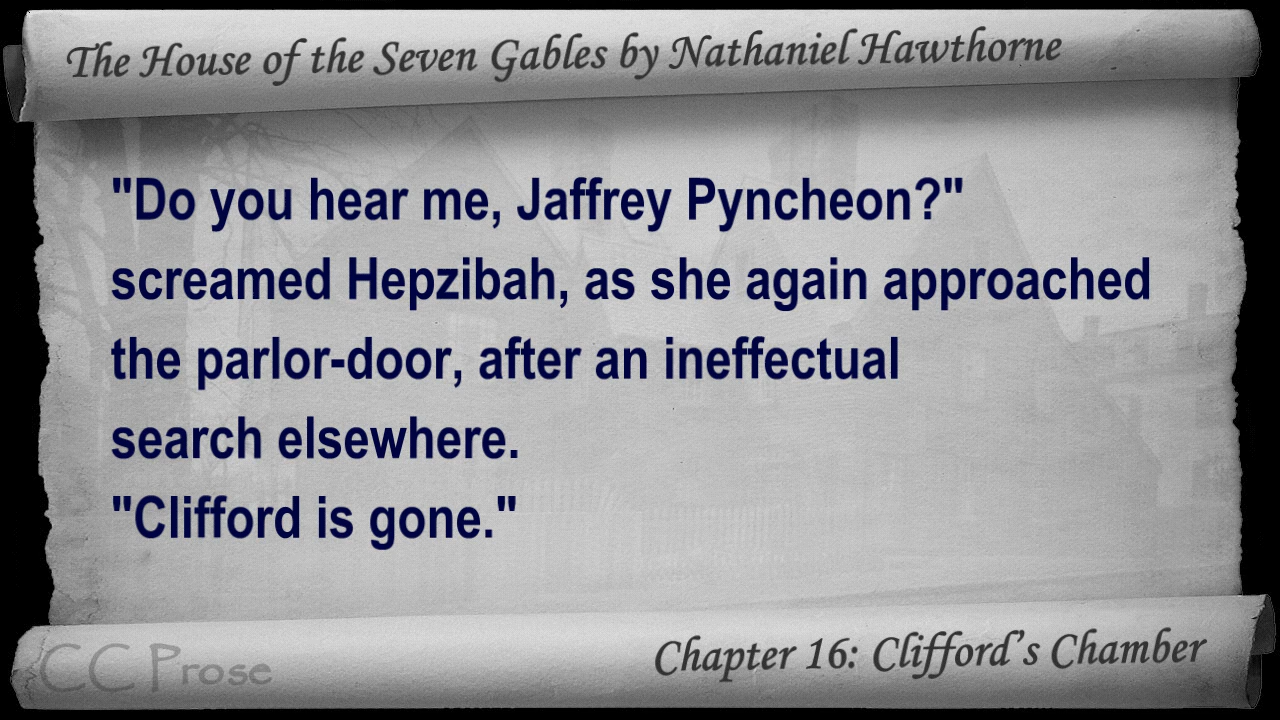 The House of the Seven Gables by Nathaniel Hawthorne
"Do you hear me, Jaffrey Pyncheon?"
screamed Hepzibah, as she again approached
the parlor-door, after an ineffectual
search elsewhere.
"Clifford is gone."
CC Prose
Chapter 16: Clifford’s Chamber